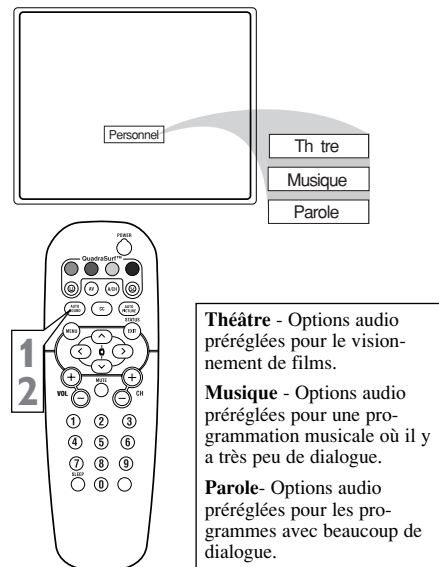 Personnel
Th tre
Musique
Parole
POWER
QuadraSurf™
AV
A/CH
AUTO SOUND
CC
AUTO PICTURE
STATUS
MENU
EXIT
1
2
MUTE
VOL
CH
1 2 3
4 5 6
7 8 9
SLEEP
0
Théâtre - Options audio
préréglées pour le vision-
nement de films.
Musique - Options audio
préréglées pour une pro-
grammation musicale où il y
a très peu de dialogue.
Parole- Options audio
préréglées pour les pro-
grammes avec beaucoup de
dialogue.